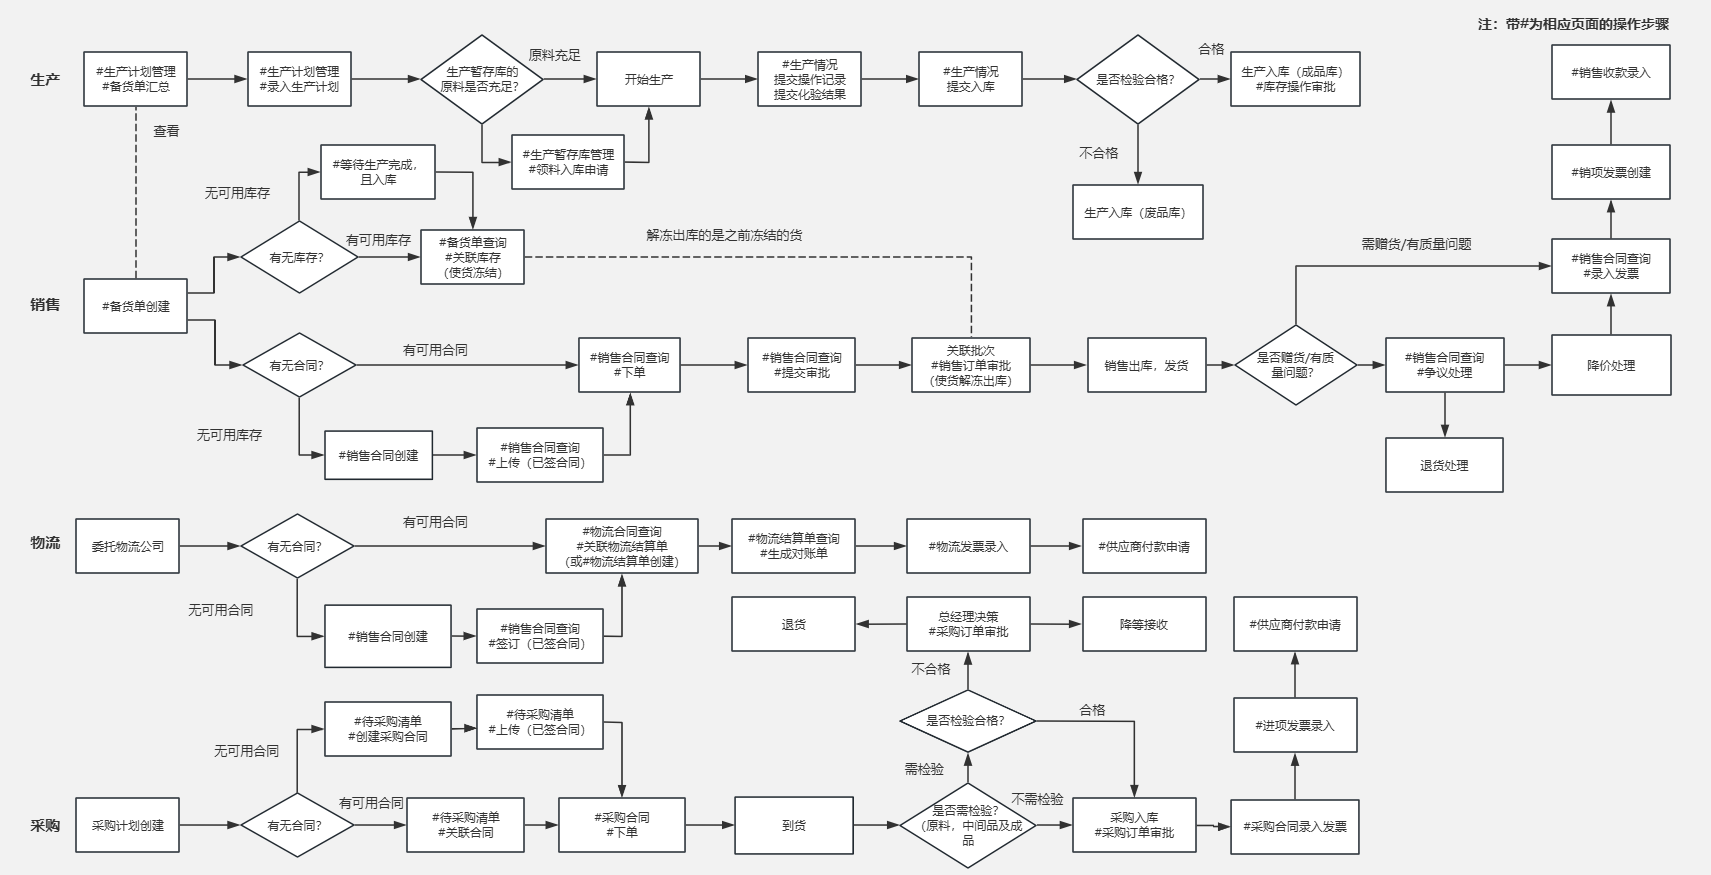 注：带#为相应页面的操作步骤
生产
#生产计划管理
#备货单汇总
#生产计划管理
#录入生产计划
生产暂存库的
原料是否充足？
原料充足
开始生产
#生产情况
提交操作记录
提交化验结果
#生产情况
提交入库
是否检验合格？
合格
生产入库（成品库）
#库存操作审批
不合格
生产入库（废品库）
#生产暂存库管理
#领料入库申请
查看
销售
#备货单创建
有无库存？
无可用库存
#等待生产完成，
且入库
有可用库存
#备货单查询
#关联库存
（使货冻结）
解冻出库的是之前冻结的货
有无合同？
有可用合同
#销售合同查询
#下单
#销售合同查询
#提交审批
关联批次
#销售订单审批
（使货解冻出库）
销售出库，发货
是否赠货/有质
量问题？
需赠货/有质量问题
#销售合同查询
#争议处理
降价处理
退货处理
#销售合同查询
#录入发票
#销项发票创建
#销售收款录入
无可用库存
#销售合同创建
#销售合同查询
#上传（已签合同）
物流
委托物流公司
有无合同？
有可用合同
#物流合同查询
#关联物流结算单
（或#物流结算单创建）
#物流结算单查询
#生成对账单
#物流发票录入
#供应商付款申请
无可用合同
#销售合同创建
#销售合同查询
#签订（已签合同）
采购
采购计划创建
有无合同？
无可用合同
#待采购清单
#创建采购合同
#待采购清单
#上传（已签合同）
有可用合同
#待采购清单
#关联合同
#采购合同
#下单
到货
是否需检验？
（原料，中间品及成
品
需检验
是否检验合格？
不合格
总经理决策
#采购订单审批
退货
降等接收
合格
不需检验
采购入库
#采购订单审批
#采购合同录入发票
#进项发票录入
#供应商付款申请